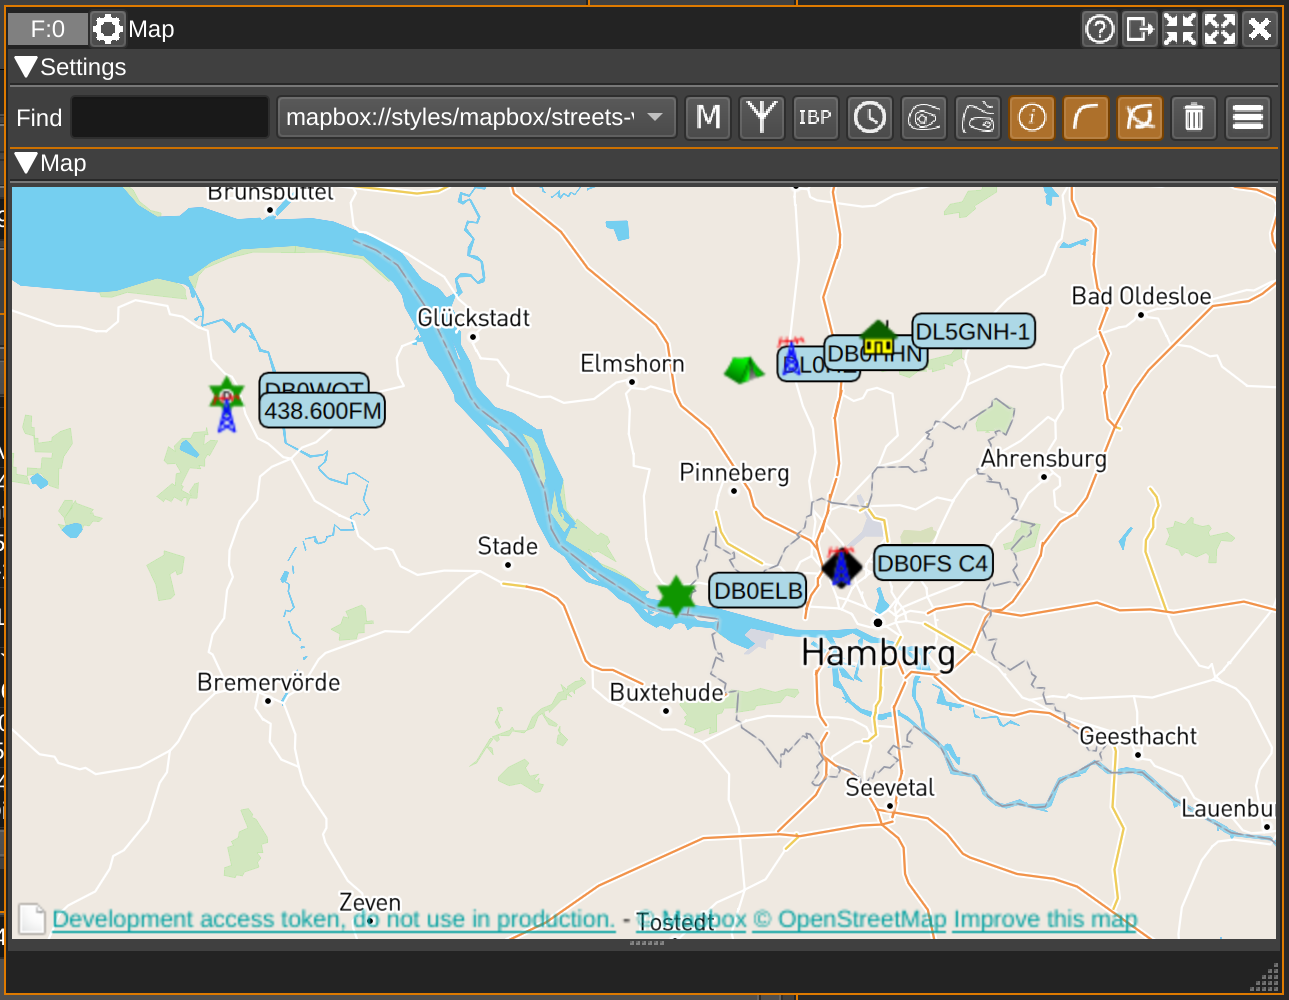 F:0 Map
Settings
Find mapbox://styles/mapbox/streets- M IBP
Map
Brunsbüttel
Glückstadt
Bad Oldesloe
DL5GNH-1
DB0HHN
Elmshorn
DB0WOT
438.600FM
Pinneberg
Ahrensburg
Stade
DB0FS C4
DB0ELB
Hamburg
Bremervörde
Buxtehude
Geesthacht
Seevetal
Lauenbu
Zeven
Tostedt
Development access token, do not use in production. - © Mapbox © OpenStreetMap Improve this map